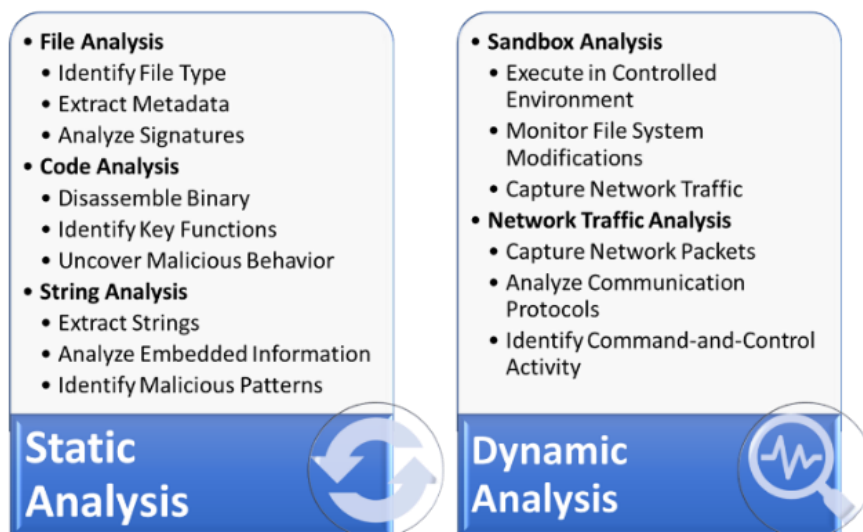 • File Analysis
• Identify File Type
• Extract Metadata
• Analyze Signatures
• Code Analysis
• Disassemble Binary
• Identify Key Functions
• Uncover Malicious Behavior
• String Analysis
• Extract Strings
• Analyze Embedded Information
• Identify Malicious Patterns
Static
Analysis
• Sandbox Analysis
• Execute in Controlled
Environment
• Monitor File System
Modifications
• Capture Network Traffic
• Network Traffic Analysis
• Capture Network Packets
• Analyze Communication
Protocols
• Identify Command-and-Control
Activity
Dynamic
Analysis